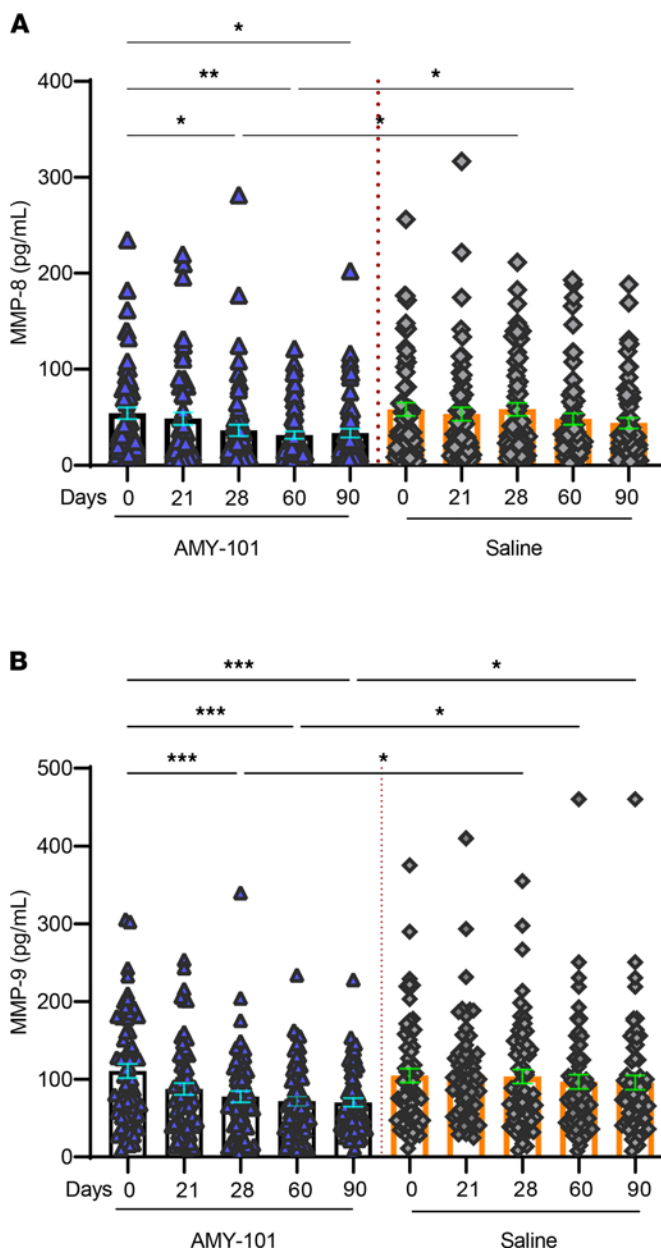 A
*
** *
* *
400
300
200
100
0
MMP-8 (pg/mL)
Days 0 21 28 60 90 0 21 28 60 90
AMY-101 Saline
B
*** *
*** *
*** *
500
400
300
200
100
0
MMP-9 (pg/mL)
Days 0 21 28 60 90 0 21 28 60 90
AMY-101 Saline